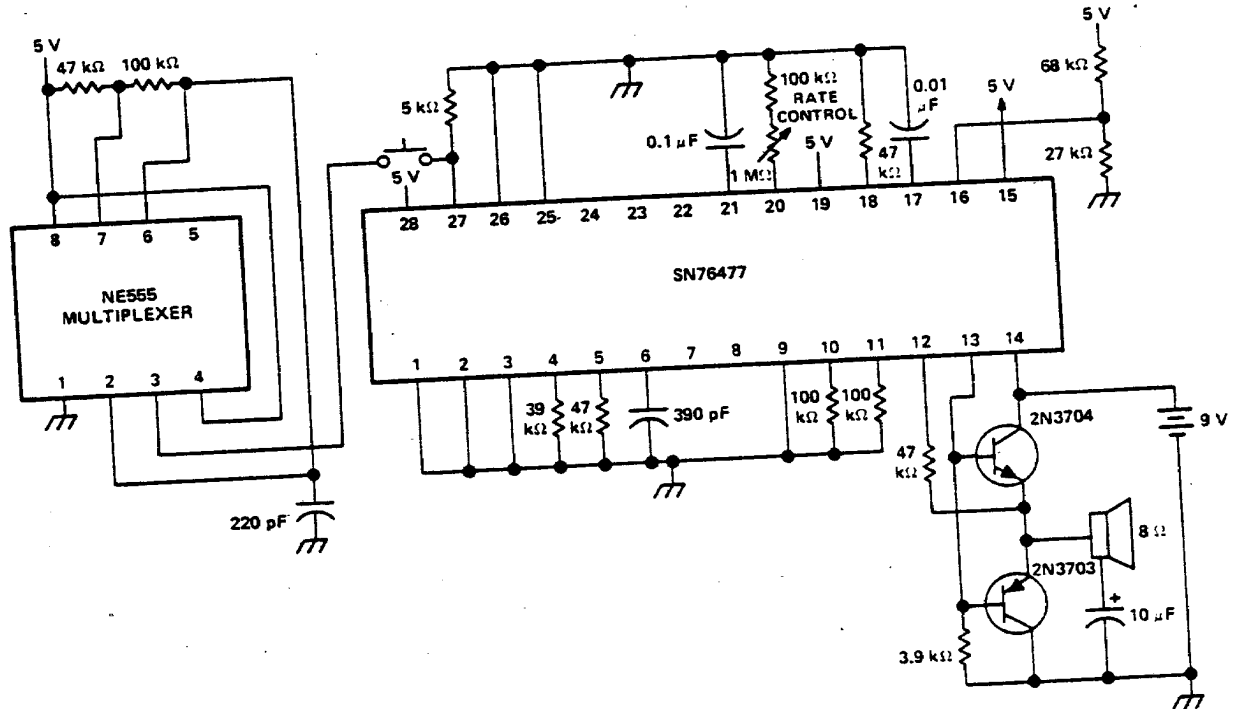 5 V
47 kΩ
100 kΩ
8
7
6
5
NE555
MULTIPLEXER
1
2
3
4
220 pF
5 kΩ
5 V
0.1 μF
100 kΩ
RATE
CONTROL
1 MΩ
5 V
47
kΩ
0.01
μF
5 V
5 V
68 kΩ
27 kΩ
28
27
26
25
24
23
22
21
20
19
18
17
16
15
SN76477
1
2
3
4
5
6
7
8
9
10
11
12
13
14
39
kΩ
47
kΩ
390 pF
100
kΩ
100
kΩ
47
kΩ
2N3704
9 V
8 Ω
2N3703
+
10 μF
3.9 kΩ